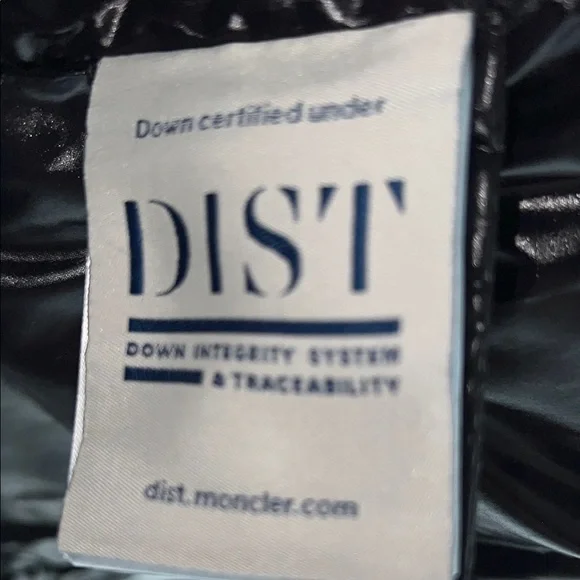 Down certified under
DIST
DOWN INTEGRITY SYSTEM
& TRACEABILITY
dist.moncler.com